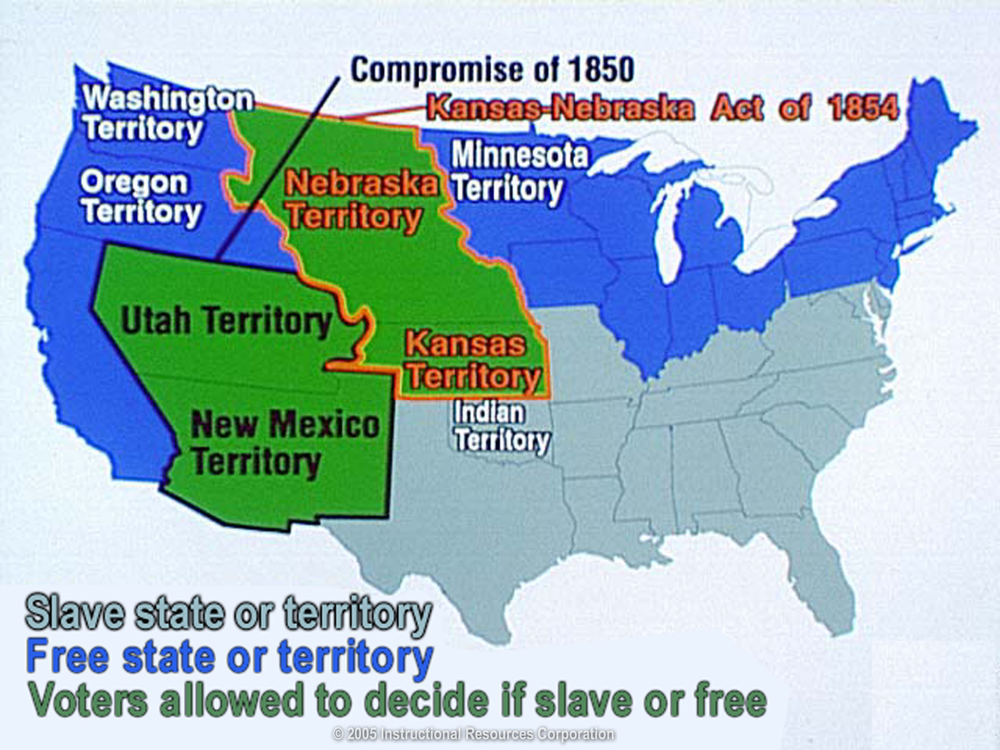 Compromise of 1850
Kansas-Nebraska Act of 1854
Washington
Territory
Oregon
Territory
Nebraska
Territory
Minnesota
Territory
Utah Territory
Kansas
Territory
New Mexico
Territory
Indian
Territory
Slave state or territory
Free state or territory
Voters allowed to decide if slave or free
© 2005 Instructional Resources Corporation